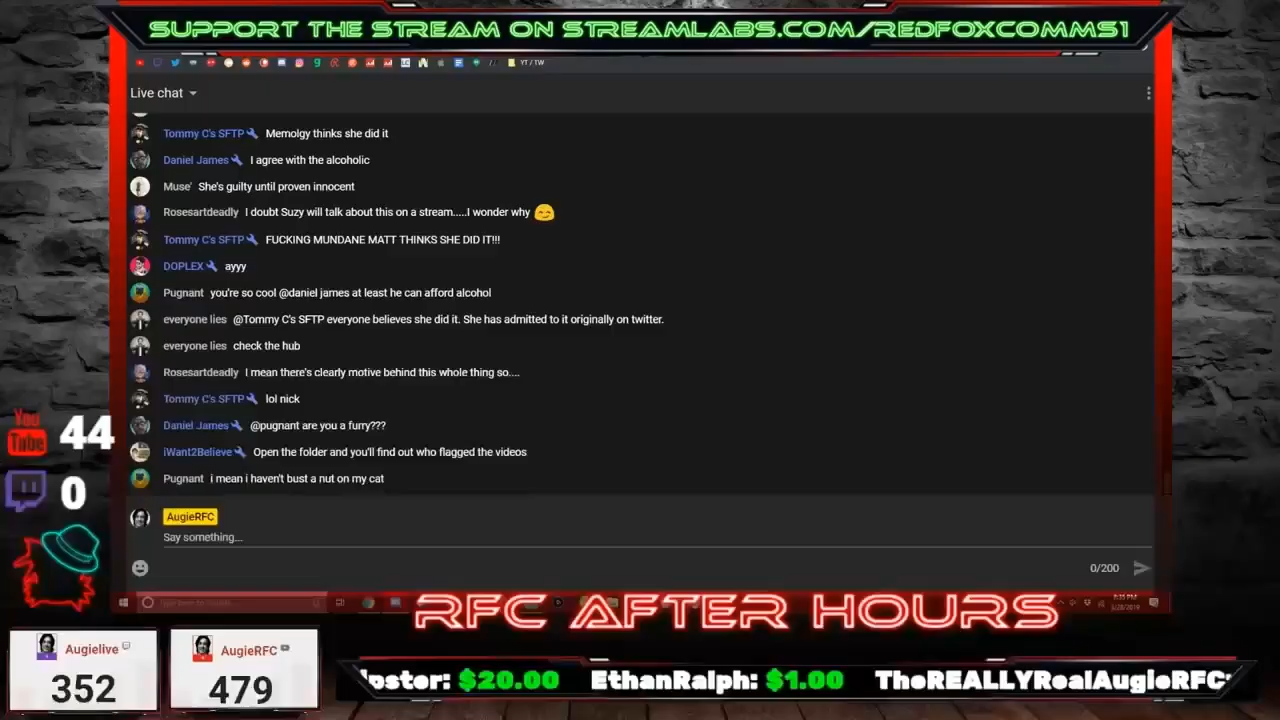 SUPPORT THE STREAM ON STREAMLABS.COM/REDFOXCOMMS1
YT / TW
Live chat
Tommy C's SFTP Memolgy thinks she did it
Daniel James I agree with the alcoholic
Muse' She's guilty until proven innocent
Rosesartdeadly I doubt Suzy will talk about this on a stream.....I wonder why
Tommy C's SFTP FUCKING MUNDANE MATT THINKS SHE DID IT!!!
DOPLEX ayyy
Pugnant you're so cool @daniel james at least he can afford alcohol
everyone lies @Tommy C's SFTP everyone believes she did it. She has admitted to it originally on twitter.
everyone lies check the hub
Rosesartdeadly I mean there's clearly motive behind this whole thing so....
Tommy C's SFTP lol nick
Daniel James @pugnant are you a furry???
iWant2Believe Open the folder and you'll find out who flagged the videos
Pugnant i mean i haven't bust a nut on my cat
AugieRFC
Say something...
0/200
You
Tube 44
0
RFC AFTER HOURS
Augielive
352
AugieRFC
479
pster: $20.00 EthanRalph: $1.00 TheREALLYRealAugieRFC: